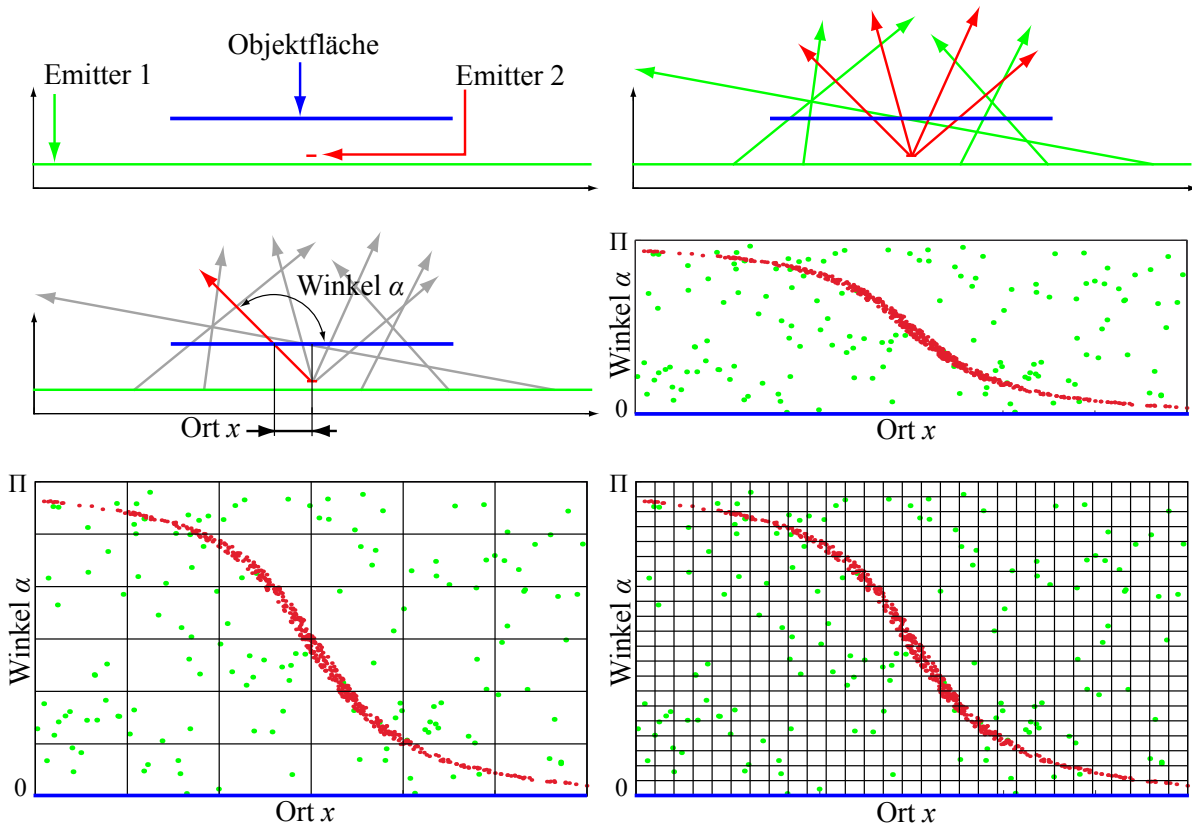 Objektfläche
Emitter 1
Emitter 2
Winkel α
Ort x
Π
Winkel α
0
Ort x
Π
Winkel α
0
Ort x
Π
Winkel α
0
Ort x